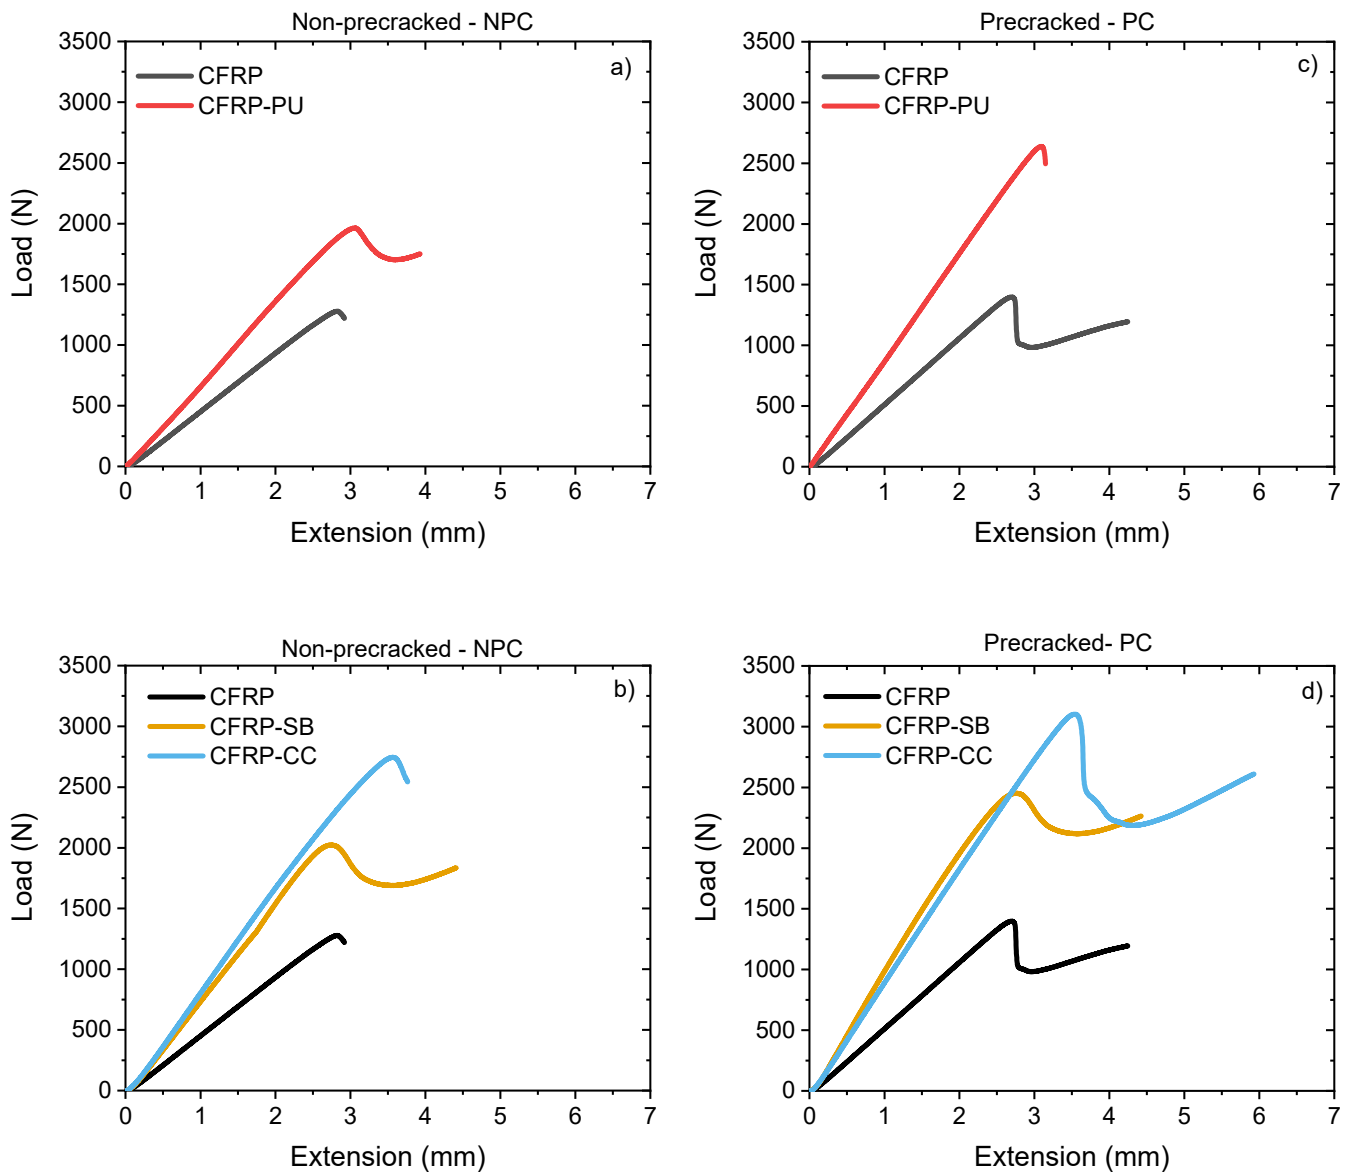 Non-precracked - NPC
a)
CFRP
CFRP-PU
3500
3000
2500
2000
1500
1000
500
0
Load (N)
0 1 2 3 4 5 6 7
Extension (mm)
Precracked - PC
c)
CFRP
CFRP-PU
3500
3000
2500
2000
1500
1000
500
0
Load (N)
0 1 2 3 4 5 6 7
Extension (mm)
Non-precracked - NPC
b)
CFRP
CFRP-SB
CFRP-CC
3500
3000
2500
2000
1500
1000
500
0
Load (N)
0 1 2 3 4 5 6 7
Extension (mm)
Precracked- PC
d)
CFRP
CFRP-SB
CFRP-CC
3500
3000
2500
2000
1500
1000
500
0
Load (N)
0 1 2 3 4 5 6 7
Extension (mm)